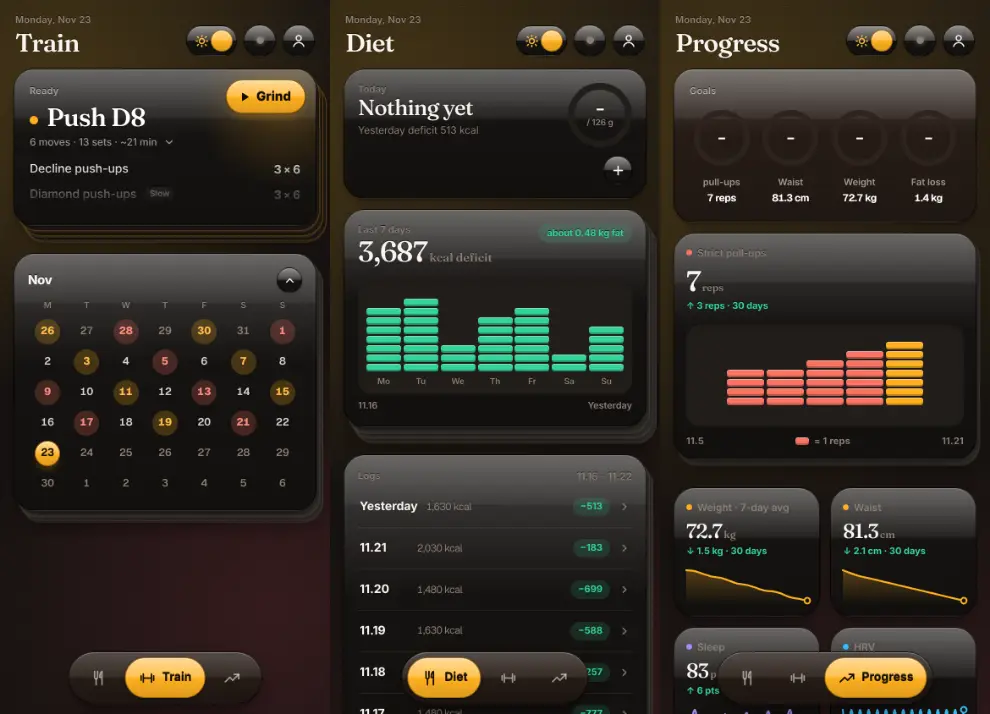 Monday, Nov 23
Train
Ready
Grind
Push D8
6 moves · 13 sets · ~21 min
Decline push-ups 3 × 6
Diamond push-ups Slow 3 × 6
Nov
M T W T F S S
26 27 28 29 30 31 1
2 3 4 5 6 7 8
9 10 11 12 13 14 15
16 17 18 19 20 21 22
23 24 25 26 27 28 29
30 1 2 3 4 5 6
Train
Monday, Nov 23
Diet
Today
Nothing yet
Yesterday deficit 513 kcal
-
/ 126 g
+
Last 7 days
about 0.48 kg fat
3,687 kcal deficit
Mo Tu We Th Fr Sa Su
11.16 Yesterday
Logs 11.16 – 11.22
Yesterday 1,630 kcal −513
11.21 2,030 kcal −183
11.20 1,480 kcal −699
11.19 1,630 kcal −588
11.18 257
11.17 1,480 kcal −777
Diet
Monday, Nov 23
Progress
Goals
- - - -
pull-ups Waist Weight Fat loss
7 reps 81.3 cm 72.7 kg 1.4 kg
Strict pull-ups
7 reps
↑ 3 reps · 30 days
11.5 = 1 reps 11.21
Weight · 7-day avg
72.7 kg
↓ 1.5 kg · 30 days
Waist
81.3 cm
↓ 2.1 cm · 30 days
Sleep
83 p
↑ 6 pts
HRV
Progress